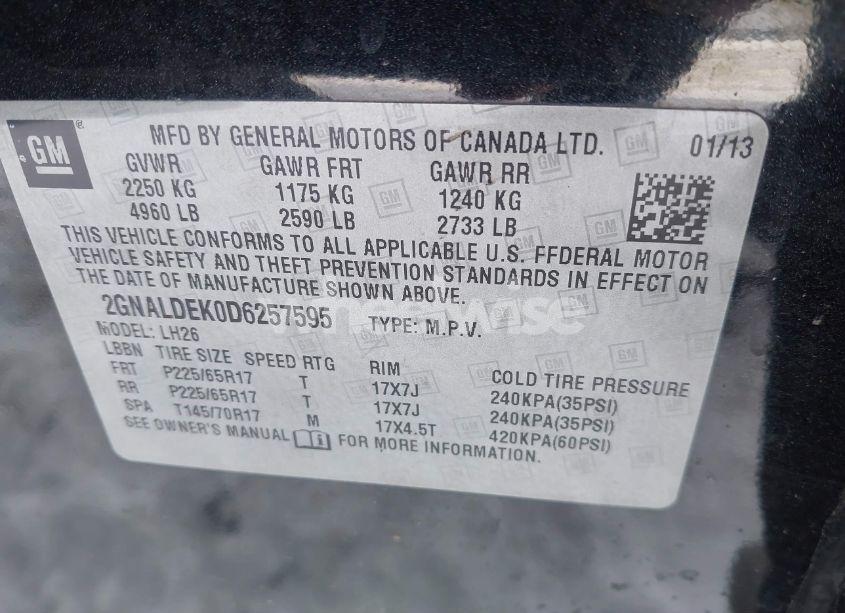 GM
MFD BY GENERAL MOTORS OF CANADA LTD. 01/13
GVWR GAWR FRT GAWR RR
2250 KG 1175 KG 1240 KG
4960 LB 2590 LB 2733 LB
THIS VEHICLE CONFORMS TO ALL APPLICABLE U.S. FFDERAL MOTOR
VEHICLE SAFETY AND THEFT PREVENTION STANDARDS IN EFFECT ON
THE DATE OF MANUFACTURE SHOWN ABOVE.
2GNALDEK0D6257595 TYPE: M.P.V.
MODEL: LH26
LBBN TIRE SIZE SPEED RTG RIM COLD TIRE PRESSURE
FRT P225/65R17 T 17X7J 240KPA(35PSI)
RR P225/65R17 T 17X7J 240KPA(35PSI)
SPA T145/70R17 M 17X4.5T 420KPA(60PSI)
SEE OWNER'S MANUAL FOR MORE INFORMATION.